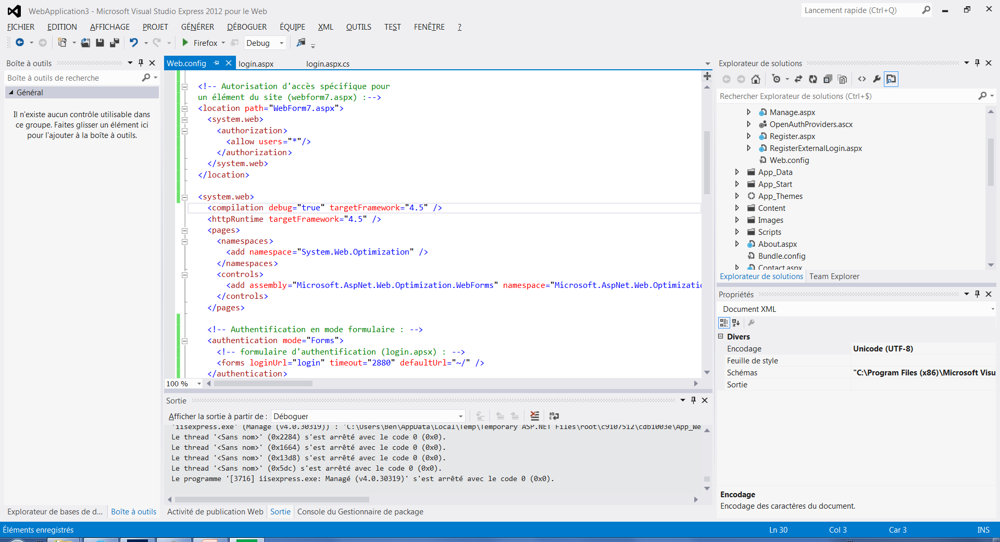 WebApplication3 - Microsoft Visual Studio Express 2012 pour le Web
Lancement rapide (Ctrl+Q)
FICHIER EDITION AFFICHAGE PROJET GÉNÉRER DÉBOGUER ÉQUIPE XML OUTILS TEST FENÊTRE ?
Firefox Debug
Boîte à outils
Boîte à outils de recherche
Général
Il n'existe aucun contrôle utilisable dans
ce groupe. Faites glisser un élément ici
pour l'ajouter à la boîte à outils.
Explorateur de bases de d... Boîte à outils
Web.config login.aspx login.aspx.cs
<!-- Autorisation d'accès spécifique pour
un élément du site (webform7.aspx) :-->
<location path="WebForm7.aspx">
<system.web>
<authorization>
<allow users="*"/>
</authorization>
</system.web>
</location>
<system.web>
<compilation debug="true" targetFramework="4.5" />
<httpRuntime targetFramework="4.5" />
<pages>
<namespaces>
<add namespace="System.Web.Optimization" />
</namespaces>
<controls>
<add assembly="Microsoft.AspNet.Web.Optimization.WebForms" namespace="Microsoft.AspNet.Web.Optimizatio
</controls>
</pages>
<!-- Authentification en mode formulaire : -->
<authentication mode="Forms">
<!-- formulaire d'authentification (login.apsx) : -->
<forms loginUrl="login" timeout="2880" defaultUrl="~/" />
</authentication>
100 %
Sortie
Afficher la sortie à partir de : Déboguer
'iisexpress.exe' (Managé (v4.0.30319)) : 'C:\Users\Ben\AppData\Local\Temp\Temporary ASP.NET Files\root\c9107512\cdb1003e\App_We
Le thread '<Sans nom>' (0x2284) s'est arrêté avec le code 0 (0x0).
Le thread '<Sans nom>' (0x1664) s'est arrêté avec le code 0 (0x0).
Le thread '<Sans nom>' (0x13d8) s'est arrêté avec le code 0 (0x0).
Le thread '<Sans nom>' (0x5dc) s'est arrêté avec le code 0 (0x0).
Le programme '[3716] iisexpress.exe: Managé (v4.0.30319)' s'est arrêté avec le code 0 (0x0).
Activité de publication Web Sortie Console du Gestionnaire de package
Explorateur de solutions
Rechercher Explorateur de solutions (Ctrl+$)
Manage.aspx
OpenAuthProviders.ascx
Register.aspx
RegisterExternalLogin.aspx
Web.config
App_Data
App_Start
App_Themes
Content
Images
Scripts
About.aspx
Bundle.config
Contact.aspx
Explorateur de solutions Team Explorer
Propriétés
Document XML
Divers
Encodage Unicode (UTF-8)
Feuille de style
Schémas "C:\Program Files (x86)\Microsoft Visu
Sortie
Encodage
Encodage des caractères du document.
Éléments enregistrés Ln 30 Col 3 Car 3 INS